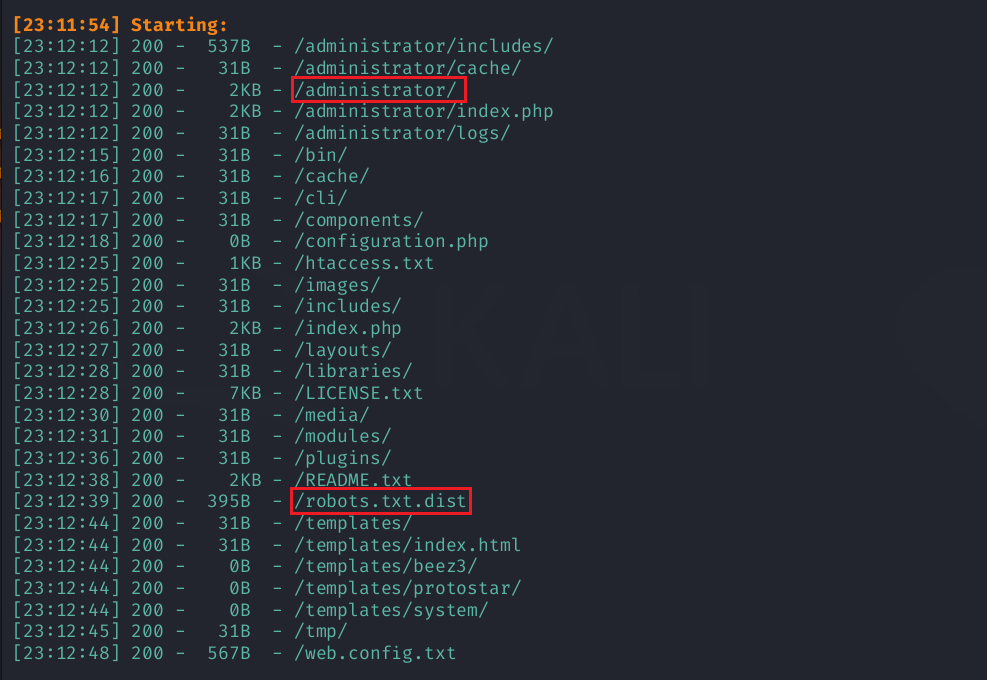 [23:11:54] Starting:
[23:12:12] 200 - 537B - /administrator/includes/
[23:12:12] 200 - 31B - /administrator/cache/
[23:12:12] 200 - 2KB - /administrator/
[23:12:12] 200 - 2KB - /administrator/index.php
[23:12:12] 200 - 31B - /administrator/logs/
[23:12:15] 200 - 31B - /bin/
[23:12:16] 200 - 31B - /cache/
[23:12:17] 200 - 31B - /cli/
[23:12:17] 200 - 31B - /components/
[23:12:18] 200 - 0B - /configuration.php
[23:12:25] 200 - 1KB - /htaccess.txt
[23:12:25] 200 - 31B - /images/
[23:12:25] 200 - 31B - /includes/
[23:12:26] 200 - 2KB - /index.php
[23:12:27] 200 - 31B - /layouts/
[23:12:28] 200 - 31B - /libraries/
[23:12:28] 200 - 7KB - /LICENSE.txt
[23:12:30] 200 - 31B - /media/
[23:12:31] 200 - 31B - /modules/
[23:12:36] 200 - 31B - /plugins/
[23:12:38] 200 - 2KB - /README.txt
[23:12:39] 200 - 395B - /robots.txt.dist
[23:12:44] 200 - 31B - /templates/
[23:12:44] 200 - 31B - /templates/index.html
[23:12:44] 200 - 0B - /templates/beez3/
[23:12:44] 200 - 0B - /templates/protostar/
[23:12:44] 200 - 0B - /templates/system/
[23:12:45] 200 - 31B - /tmp/
[23:12:48] 200 - 567B - /web.config.txt
KALI